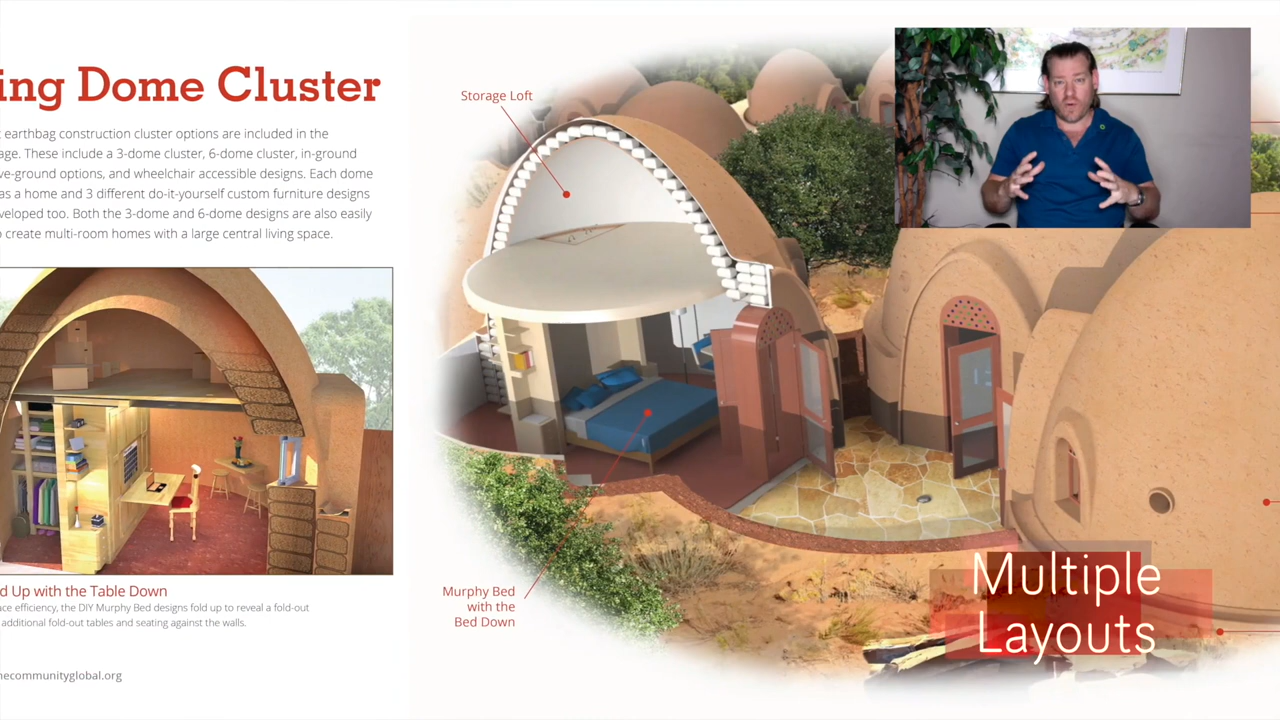 ing Dome Cluster
earthbag construction cluster options are included in the
age. These include a 3-dome cluster, 6-dome cluster, in-ground
ve-ground options, and wheelchair accessible designs. Each dome
as a home and 3 different do-it-yourself custom furniture designs
veloped too. Both the 3-dome and 6-dome designs are also easily
create multi-room homes with a large central living space.
Storage Loft
Murphy Bed
with the
Bed Down
d Up with the Table Down
ace efficiency, the DIY Murphy Bed designs fold up to reveal a fold-out
additional fold-out tables and seating against the walls.
necommunityglobal.org
Multiple
Layouts